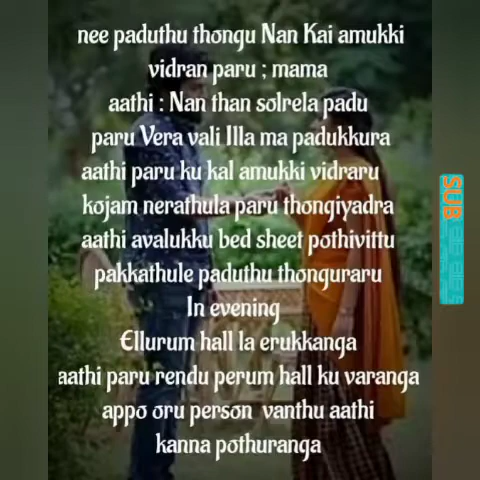 nee paduthu thongu Nan Kai amukki
vidran paru ; mama
aathi : Nan than solrela padu
paru Vera vali Illa ma padukkura
aathi paru ku kal amukki vidraru
kojam nerathula paru thongiyadra
aathi avalukku bed sheet pothivittu
pakkathule paduthu thonguraru
In evening
Ellurum hall la erukkanga
aathi paru rendu perum hall ku varanga
appo oru person vanthu aathi
kanna pothuranga
SUB